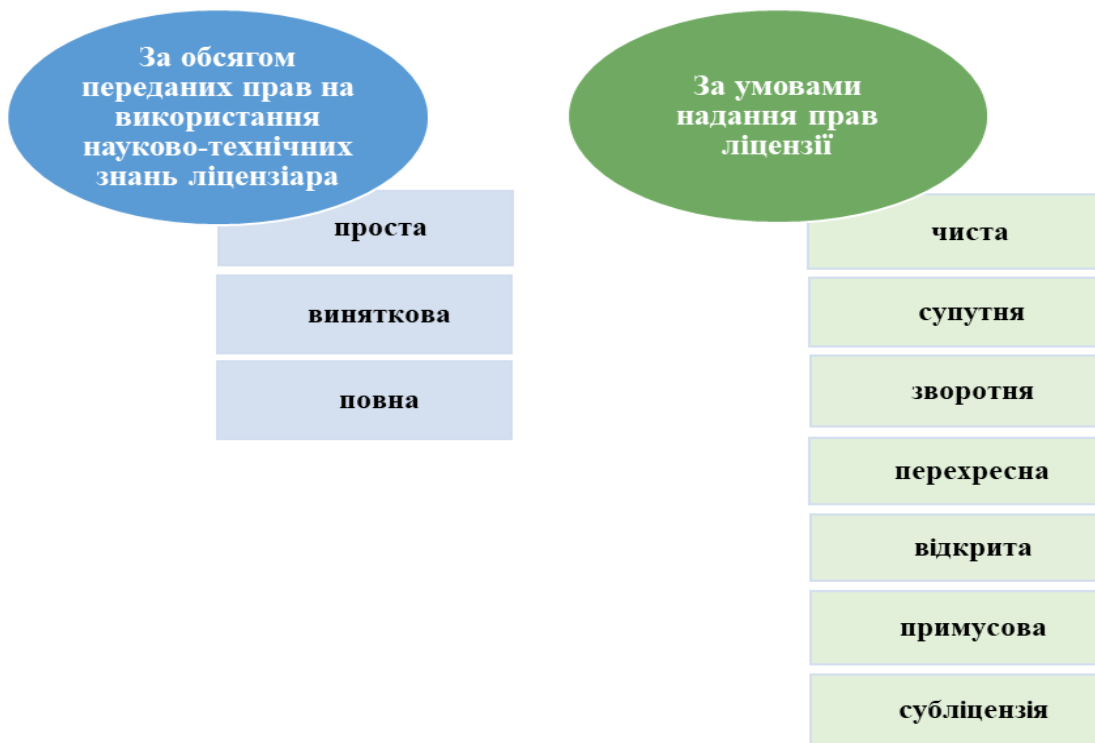 За обсягом
переданих прав на
використання
науково-технічних
знань ліцензіара
проста
виняткова
повна
За умовами
надання прав
ліцензії
чиста
супутня
зворотня
перехресна
відкрита
примусова
субліцензія